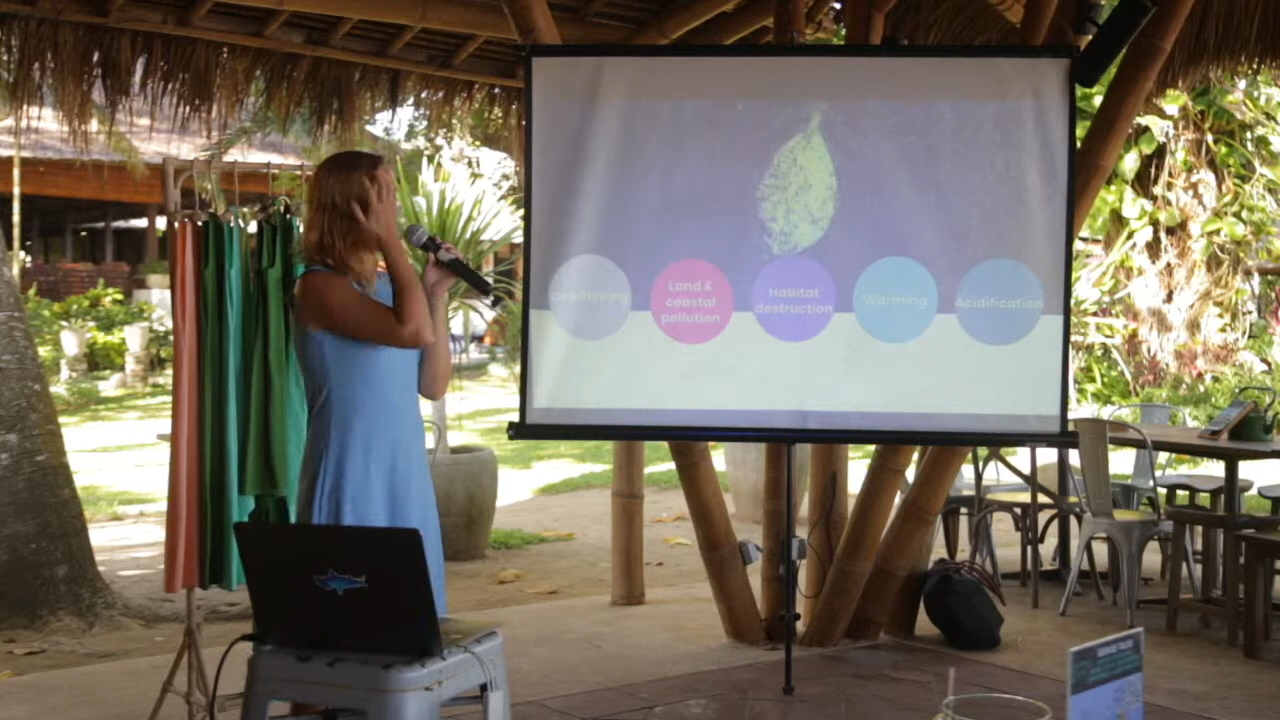 Overfishing
Land &
coastal
pollution
Habitat
destruction
Warming
Acidification